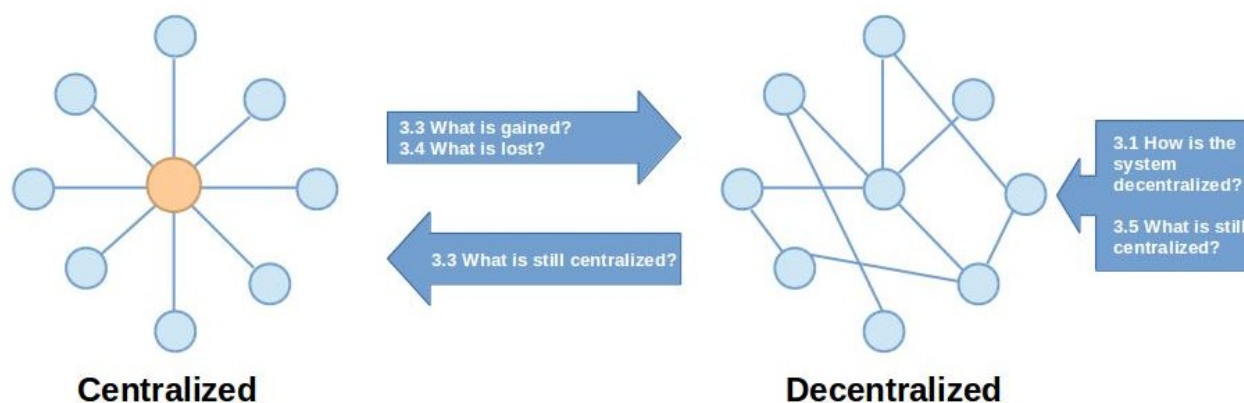 3.3 What is gained?
3.4 What is lost?
3.3 What is still centralized?
3.1 How is the
system
decentralized?
3.5 What is still
centralized?
Centralized
Decentralized